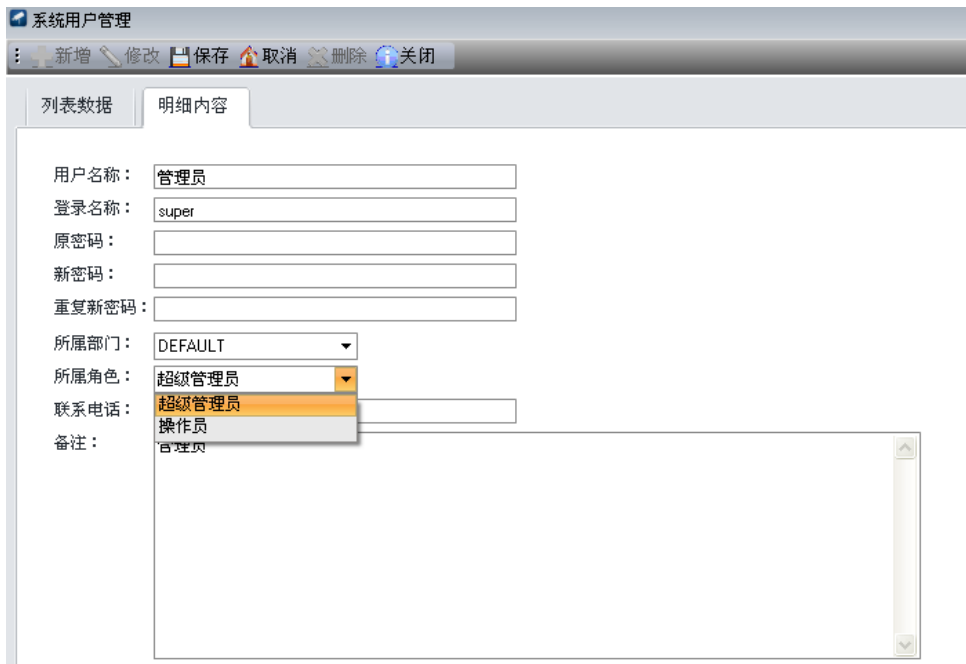 系统用户管理
新增 修改 保存 取消 删除 关闭
列表数据 明细内容
用户名称： 管理员
登录名称： super
原密码：
新密码：
重复新密码：
所属部门： DEFAULT
所属角色： 超级管理员
超级管理员
联系电话：
操作员
备注： 管理员